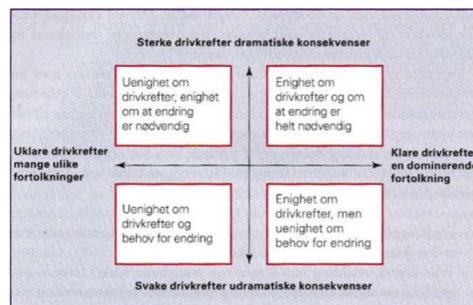 Sterke drivkrefter dramatiske konsekvenser
Uenighet om
drivkrefter, enighet
om at endring
er nødvendig
Enighet om
drivkrefter og om
at endring er
helt nødvendig
Uklare drivkrefter
mange ulike
fortolkninger
Klare drivkrefter
en dominerende
fortolkning
Uenighet om
drivkrefter og
behov for endring
Enighet om
drivkrefter, men
uenighet om
behov for endring
Svake drivkrefter udramatiske konsekvenser